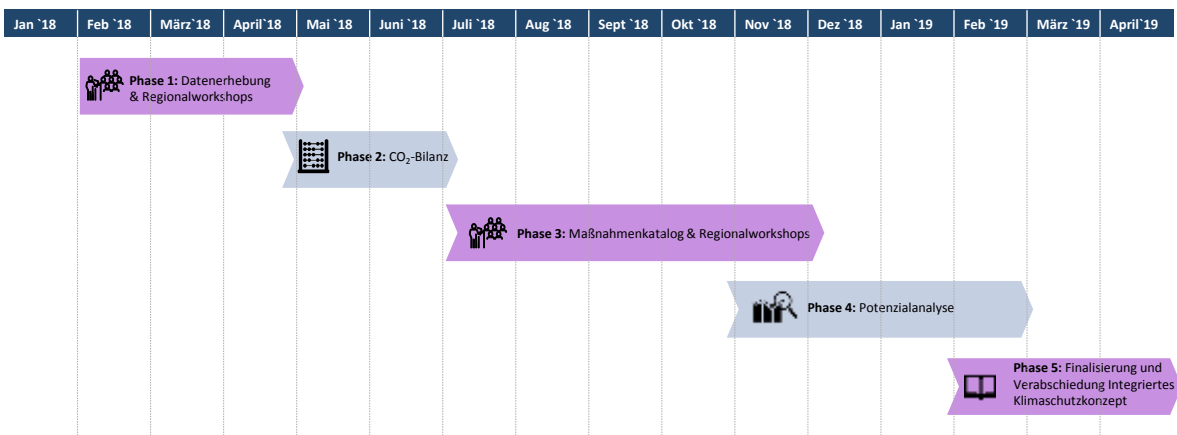 Jan `18 Feb `18 März`18 April`18 Mai `18 Juni `18 Juli `18 Aug `18 Sept `18 Okt `18 Nov `18 Dez `18 Jan `19 Feb `19 März `19 April`19
Phase 1: Datenerhebung
& Regionalworkshops
Phase 2: CO₂-Bilanz
Phase 3: Maßnahmenkatalog & Regionalworkshops
Phase 4: Potenzialanalyse
Phase 5: Finalisierung und
Verabschiedung Integriertes
Klimaschutzkonzept